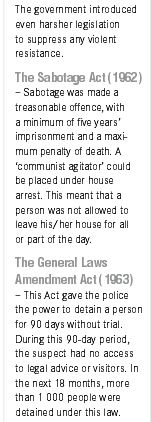 The government introduced
even harsher legislation
to suppress any violent
resistance.
The Sabotage Act (1962)
– Sabotage was made a
treasonable offence, with
a minimum of five years’
imprisonment and a maxi-
mum penalty of death. A
‘communist agitator’ could
be placed under house
arrest. This meant that a
person was not allowed to
leave his/her house for all
or part of the day.
The General Laws
Amendment Act (1963)
– This Act gave the police
the power to detain a person
for 90 days without trial.
During this 90-day period,
the suspect had no access
to legal advice or visitors. In
the next 18 months, more
than 1 000 people were
detained under this law.